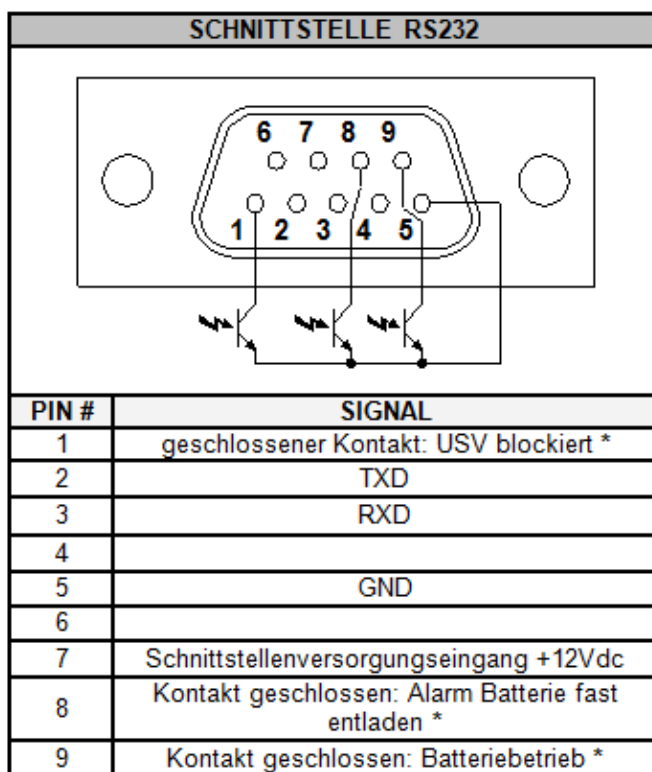 SCHNITTSTELLE RS232
6 7 8 9
1 2 3 4 5
PIN # SIGNAL
1 geschlossener Kontakt: USV blockiert *
2 TXD
3 RXD
4
5 GND
6
7 Schnittstellenversorgungseingang +12Vdc
8 Kontakt geschlossen: Alarm Batterie fast
entladen *
9 Kontakt geschlossen: Batteriebetrieb *